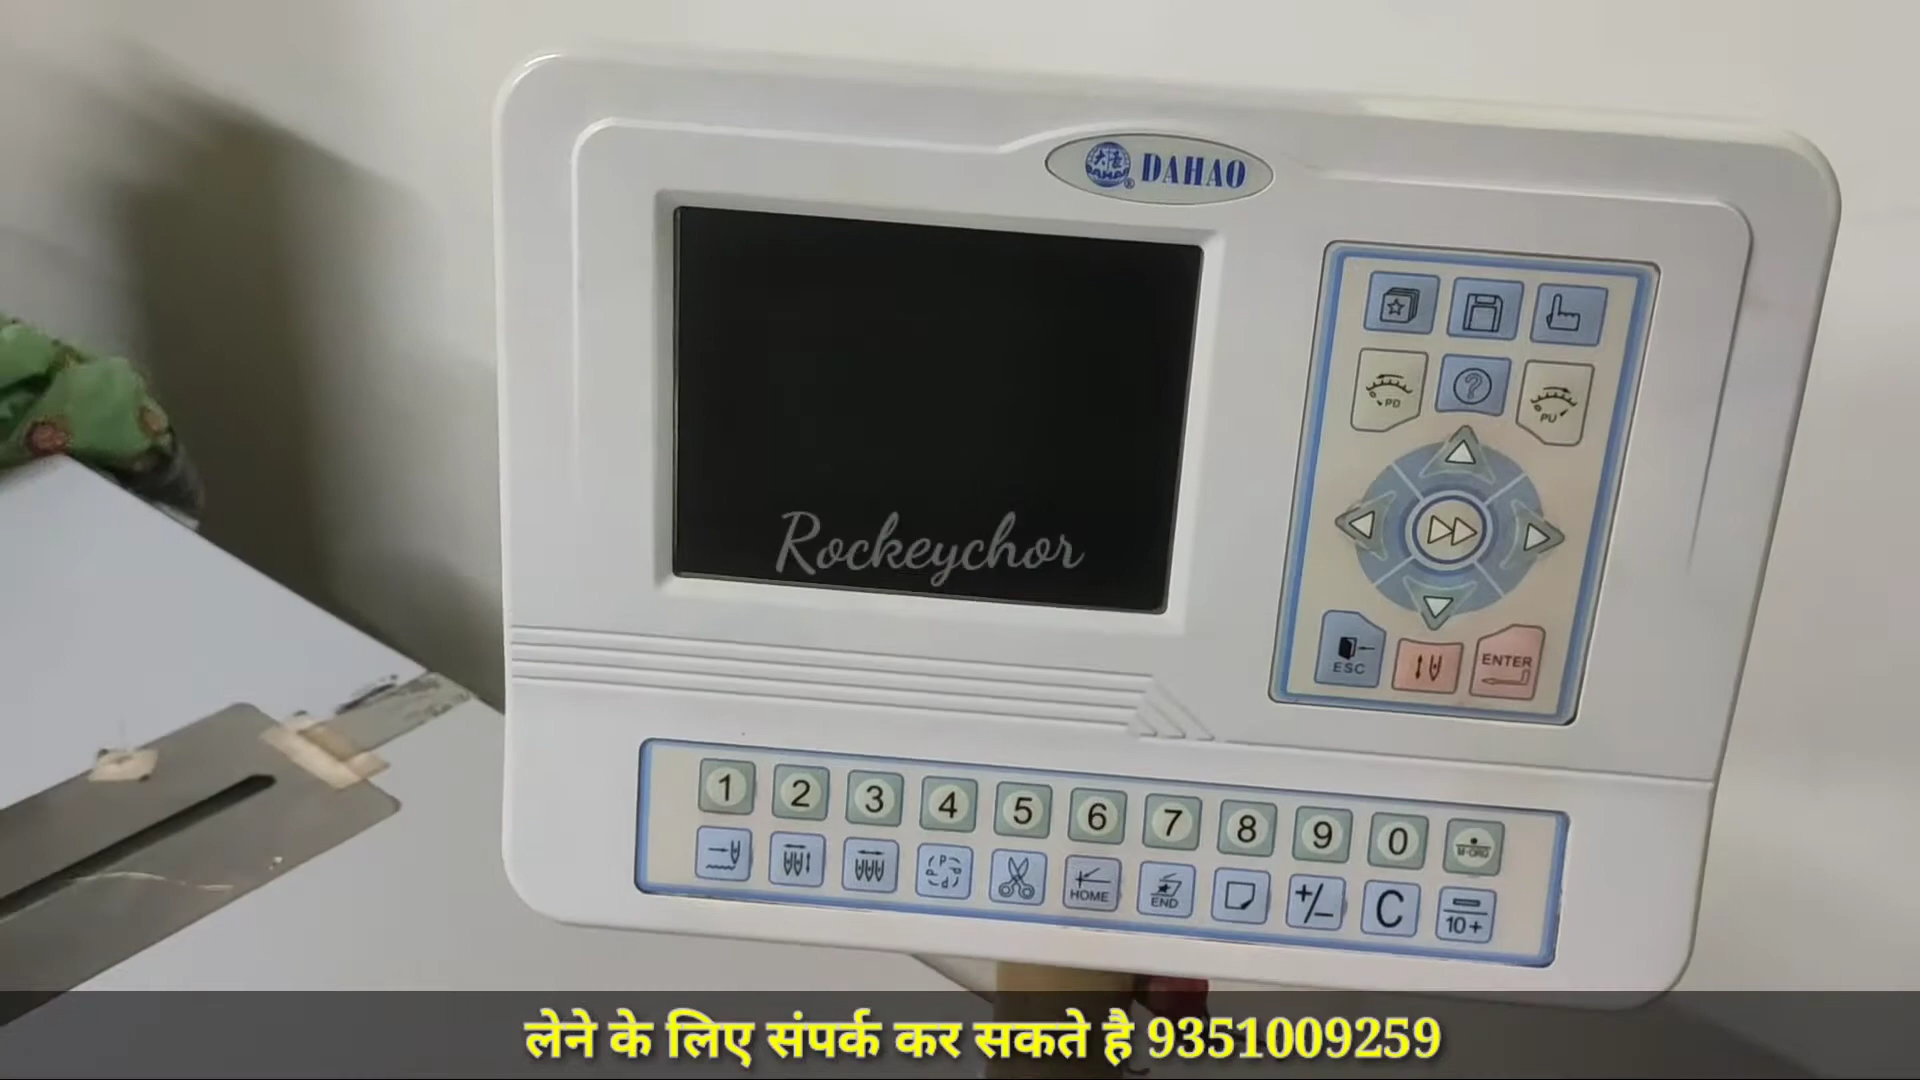 DAHAO
Rockeychor
PD
?
PU
ESC
ENTER
1 2 3 4 5 6 7 8 9 0
M·ORG
HOME
END
+/-
C
10+
लेने के लिए संपर्क कर सकते है 9351009259